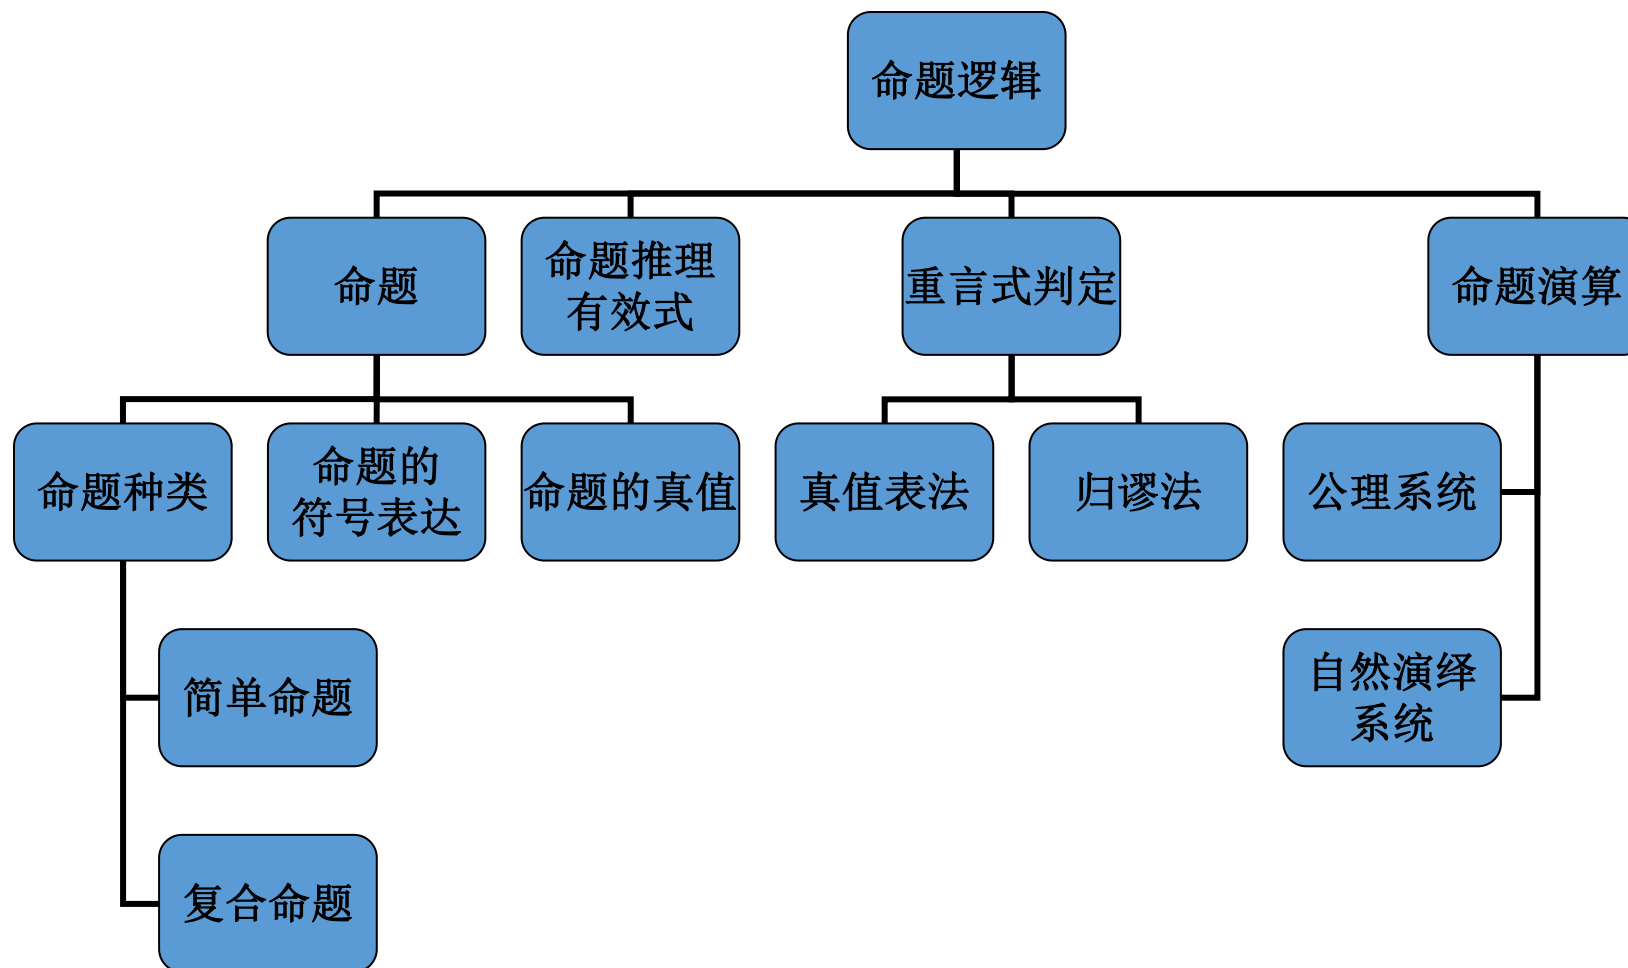 命题逻辑
命题
命题推理
有效式
重言式判定
命题演算
命题种类
命题的
符号表达
命题的真值
真值表法
归谬法
公理系统
简单命题
自然演绎
系统
复合命题